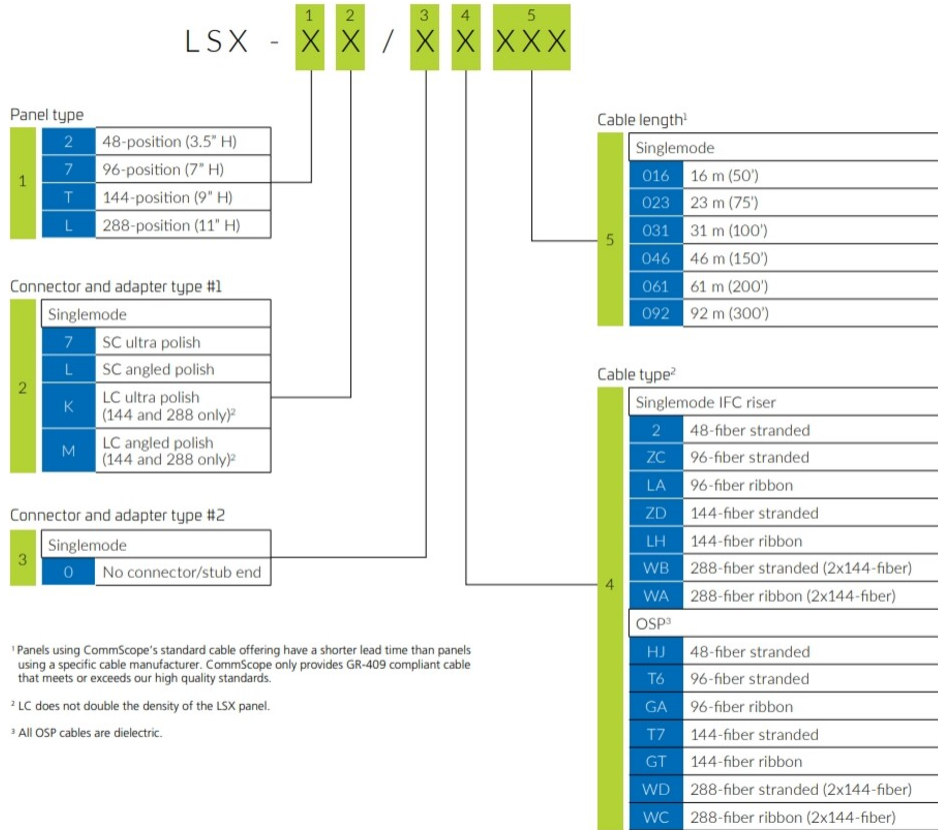 1 2 3 4 5
LSX - X X / X X XXX
Panel type
1
2 48-position (3.5" H)
7 96-position (7" H)
T 144-position (9" H)
L 288-position (11" H)
Connector and adapter type #1
2
Singlemode
7 SC ultra polish
L SC angled polish
K LC ultra polish
(144 and 288 only)²
M LC angled polish
(144 and 288 only)²
Connector and adapter type #2
3
Singlemode
0 No connector/stub end
¹ Panels using CommScope's standard cable offering have a shorter lead time than panels
using a specific cable manufacturer. CommScope only provides GR-409 compliant cable
that meets or exceeds our high quality standards.
² LC does not double the density of the LSX panel.
³ All OSP cables are dielectric.
Cable length¹
5
Singlemode
016 16 m (50')
023 23 m (75')
031 31 m (100')
046 46 m (150')
061 61 m (200')
092 92 m (300')
Cable type²
4
Singlemode IFC riser
2 48-fiber stranded
ZC 96-fiber stranded
LA 96-fiber ribbon
ZD 144-fiber stranded
LH 144-fiber ribbon
WB 288-fiber stranded (2x144-fiber)
WA 288-fiber ribbon (2x144-fiber)
OSP³
HJ 48-fiber stranded
T6 96-fiber stranded
GA 96-fiber ribbon
T7 144-fiber stranded
GT 144-fiber ribbon
WD 288-fiber stranded (2x144-fiber)
WC 288-fiber ribbon (2x144-fiber)